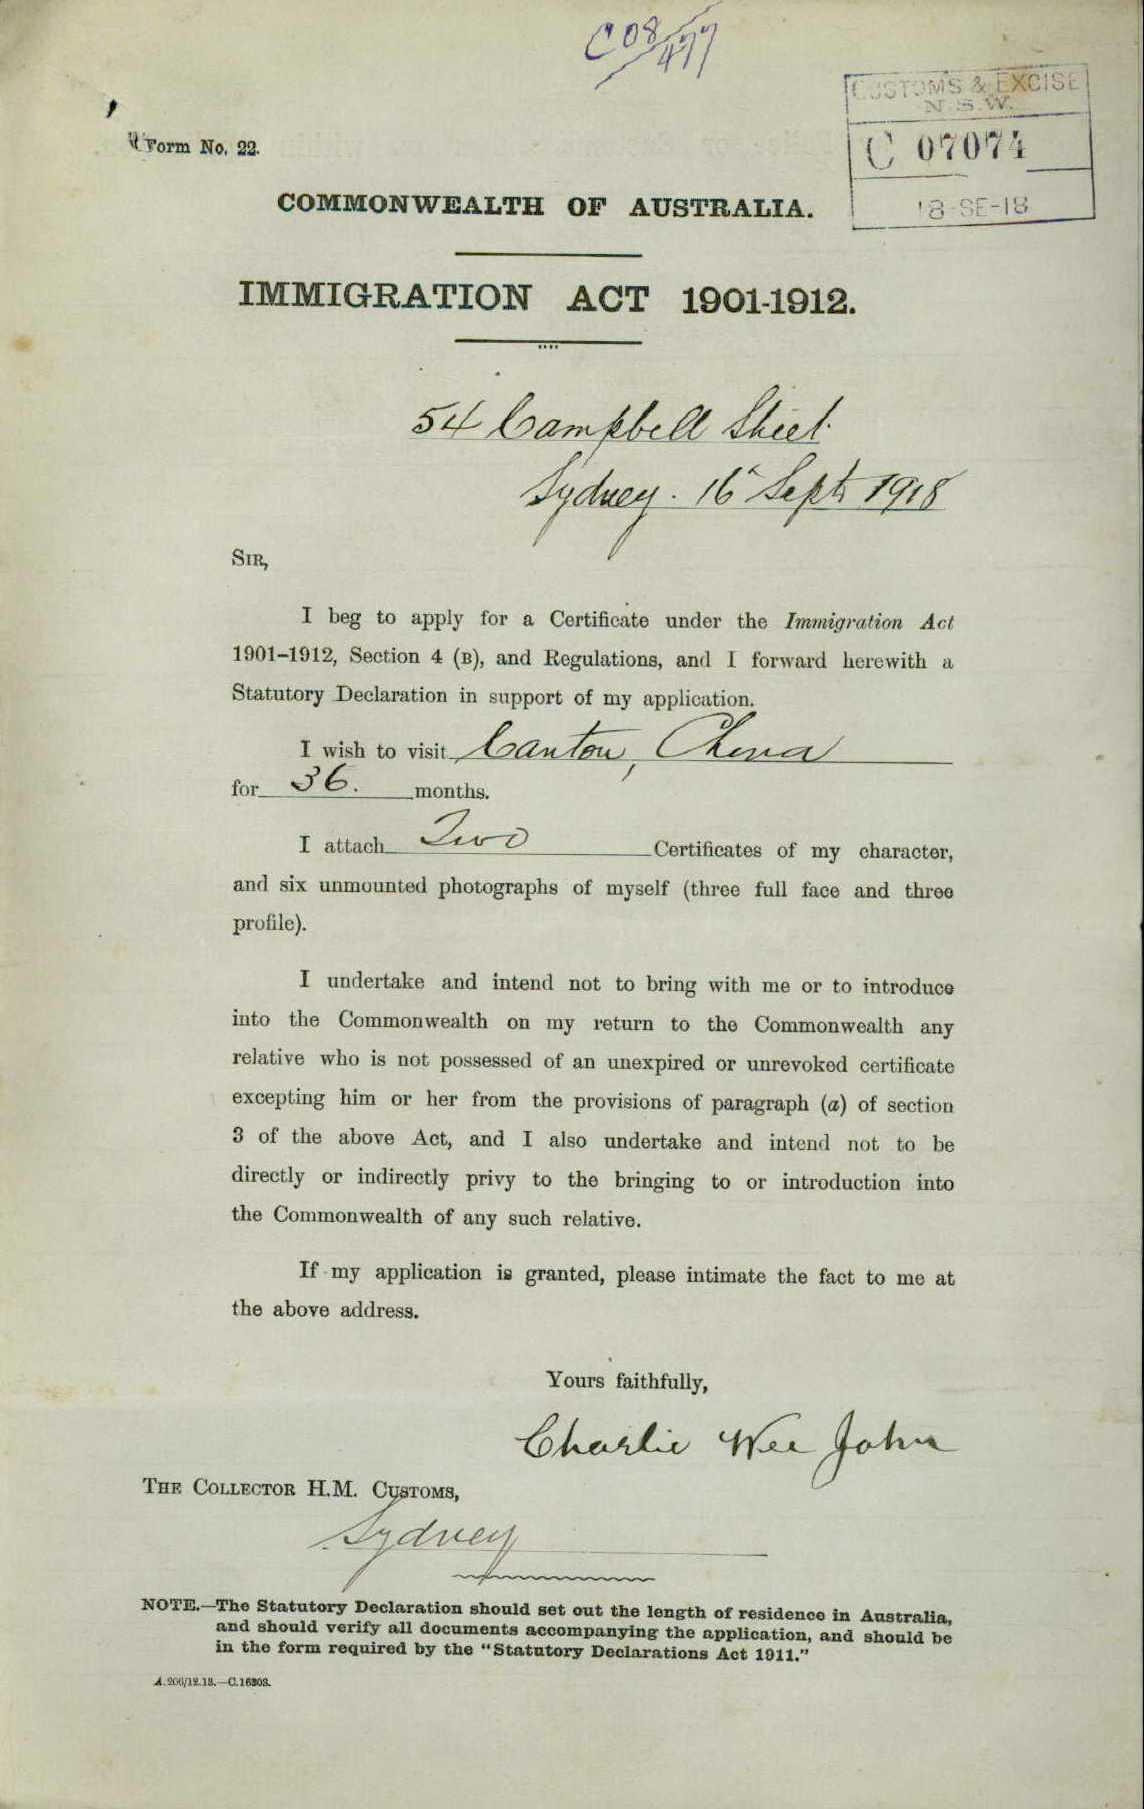 C 08/477
CUSTOMS & EXCISE
N.S.W.
C 07074
18-SE-18
Form No. 22.
COMMONWEALTH OF AUSTRALIA.
IMMIGRATION ACT 1901-1912.
54 Campbell Street
Sydney. 16 Sept 1918
SIR,
I beg to apply for a Certificate under the Immigration Act
1901–1912, Section 4 (B), and Regulations, and I forward herewith a
Statutory Declaration in support of my application.
I wish to visit Canton, China
for 36. months.
I attach Two Certificates of my character,
and six unmounted photographs of myself (three full face and three
profile).
I undertake and intend not to bring with me or to introduce
into the Commonwealth on my return to the Commonwealth any
relative who is not possessed of an unexpired or unrevoked certificate
excepting him or her from the provisions of paragraph (a) of section
3 of the above Act, and I also undertake and intend not to be
directly or indirectly privy to the bringing to or introduction into
the Commonwealth of any such relative.
If my application is granted, please intimate the fact to me at
the above address.
Yours faithfully,
Charlie Wee John
THE COLLECTOR H.M. CUSTOMS,
Sydney
NOTE.—The Statutory Declaration should set out the length of residence in Australia,
and should verify all documents accompanying the application, and should be
in the form required by the "Statutory Declarations Act 1911."
A.206/12.13.—C.16303.